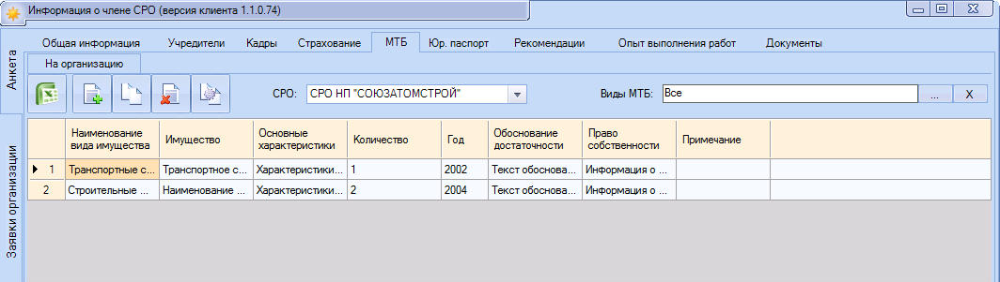 Информация о члене СРО (версия клиента 1.1.0.74)
Общая информация Учредители Кадры Страхование МТБ Юр. паспорт Рекомендации Опыт выполнения работ Документы
Анкета
Заявки организации
На организацию
СРО: СРО НП "СОЮЗАТОМСТРОЙ" Виды МТБ: Все ... X
Наименование вида имущества Имущество Основные характеристики Количество Год Обоснование достаточности Право собственности Примечание
1 Транспортные с... Транспортное с... Характеристики... 1 2002 Текст обоснова... Информация о ...
2 Строительные ... Наименование ... Характеристики... 2 2004 Текст обоснова... Информация о ...